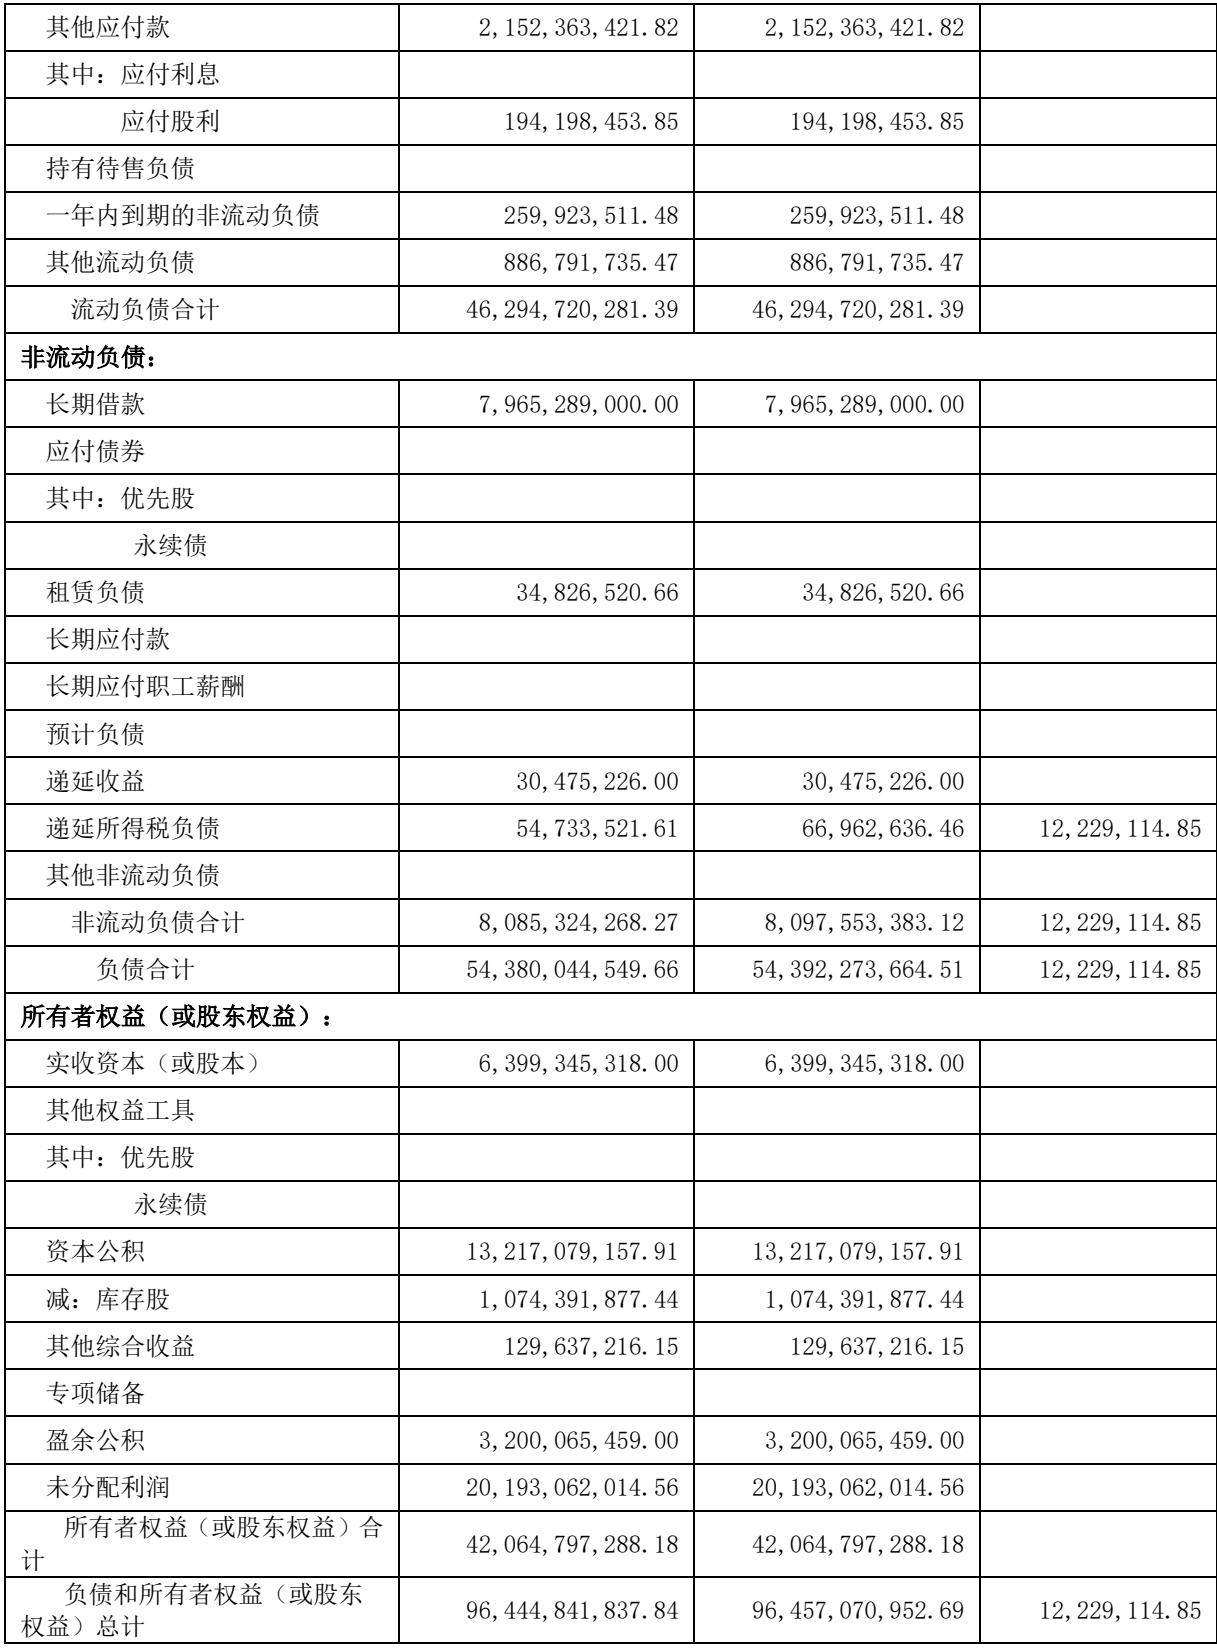 其他应付款 2,152,363,421.82 2,152,363,421.82
其中：应付利息
应付股利 194,198,453.85 194,198,453.85
持有待售负债
一年内到期的非流动负债 259,923,511.48 259,923,511.48
其他流动负债 886,791,735.47 886,791,735.47
流动负债合计 46,294,720,281.39 46,294,720,281.39
非流动负债：
长期借款 7,965,289,000.00 7,965,289,000.00
应付债券
其中：优先股
永续债
租赁负债 34,826,520.66 34,826,520.66
长期应付款
长期应付职工薪酬
预计负债
递延收益 30,475,226.00 30,475,226.00
递延所得税负债 54,733,521.61 66,962,636.46 12,229,114.85
其他非流动负债
非流动负债合计 8,085,324,268.27 8,097,553,383.12 12,229,114.85
负债合计 54,380,044,549.66 54,392,273,664.51 12,229,114.85
所有者权益（或股东权益）：
实收资本（或股本） 6,399,345,318.00 6,399,345,318.00
其他权益工具
其中：优先股
永续债
资本公积 13,217,079,157.91 13,217,079,157.91
减：库存股 1,074,391,877.44 1,074,391,877.44
其他综合收益 129,637,216.15 129,637,216.15
专项储备
盈余公积 3,200,065,459.00 3,200,065,459.00
未分配利润 20,193,062,014.56 20,193,062,014.56
所有者权益（或股东权益）合
计 42,064,797,288.18 42,064,797,288.18
负债和所有者权益（或股东
权益）总计 96,444,841,837.84 96,457,070,952.69 12,229,114.85